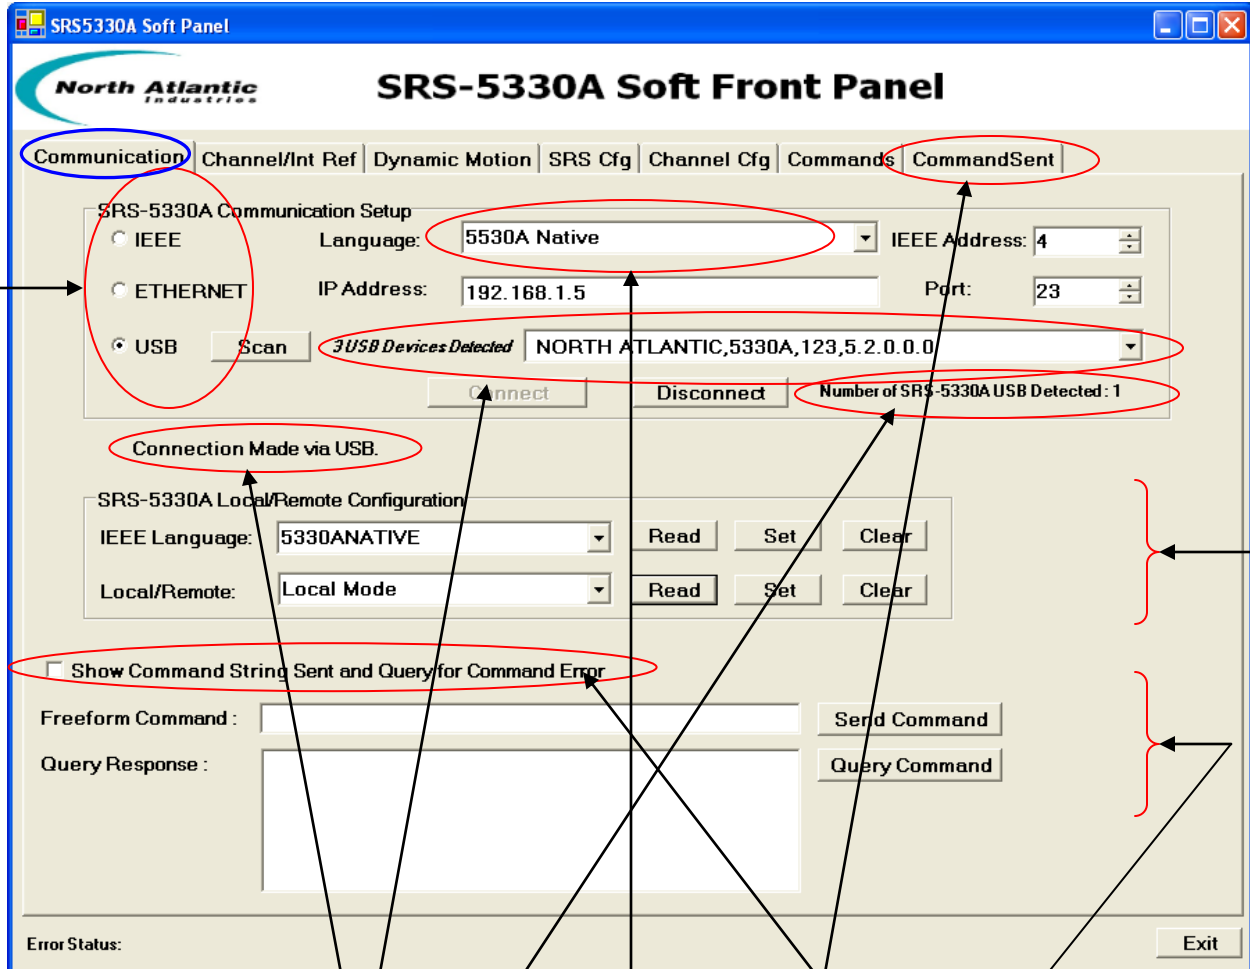 SRS5330A Soft Panel
North Atlantic
Industries
SRS-5330A Soft Front Panel
Communication Channel/Int Ref Dynamic Motion SRS Cfg Channel Cfg Commands CommandSent
SRS-5330A Communication Setup
IEEE Language: 5530A Native IEEE Address: 4
ETHERNET IP Address: 192.168.1.5 Port: 23
USB Scan 3 USB Devices Detected NORTH ATLANTIC,5330A,123,5.2.0.0.0
Connect Disconnect Number of SRS-5330A USB Detected : 1
Connection Made via USB.
SRS-5330A Local/Remote Configuration
IEEE Language: 5330ANATIVE Read Set Clear
Local/Remote: Local Mode Read Set Clear
Show Command String Sent and Query for Command Error
Freeform Command : Send Command
Query Response : Query Command
Error Status: Exit